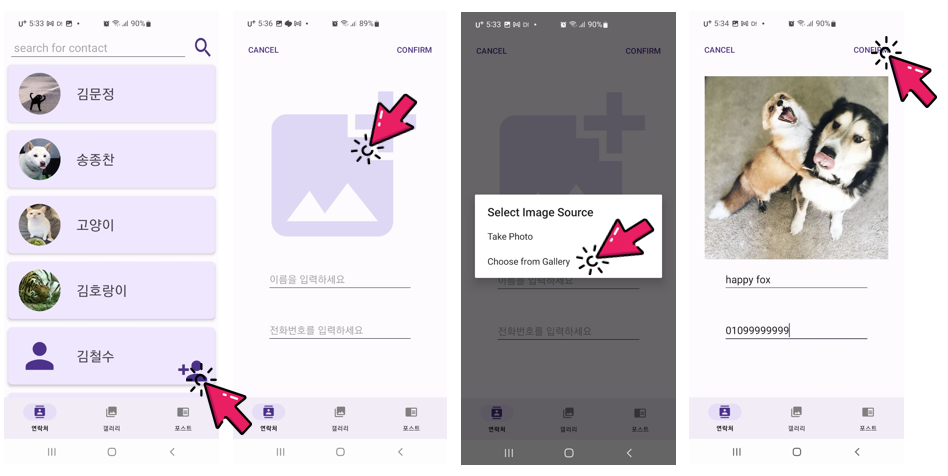 U+ 5:33 90%
search for contact
김문정
송종찬
고양이
김호랑이
김철수
연락처 갤러리 포스트
U+ 5:36 89%
CANCEL CONFIRM
이름을 입력하세요
전화번호를 입력하세요
연락처 갤러리 포스트
U+ 5:33 90%
CANCEL CONFIRM
Select Image Source
Take Photo
Choose from Gallery
이름을 입력하세요
전화번호를 입력하세요
연락처 갤러리 포스트
U+ 5:34 90%
CANCEL CONFIRM
happy fox
01099999999
연락처 갤러리 포스트